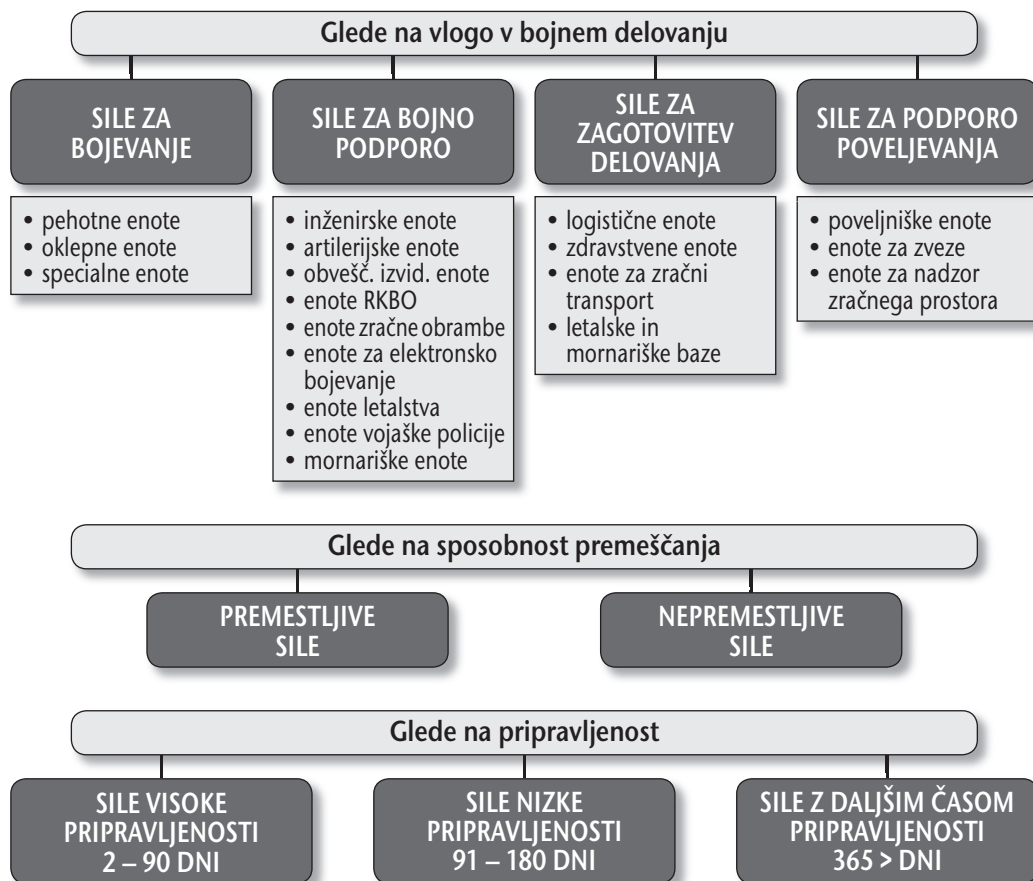 Glede na vlogo v bojnem delovanju
SILE ZA
BOJEVANJE
• pehotne enote
• oklepne enote
• specialne enote
SILE ZA BOJNO
PODPORO
• inženirske enote
• artilerijske enote
• obvešč. izvid. enote
• enote RKBO
• enote zračne obrambe
• enote za elektronsko
bojevanje
• enote letalstva
• enote vojaške policije
• mornariške enote
SILE ZA
ZAGOTOVITEV
DELOVANJA
• logistične enote
• zdravstvene enote
• enote za zračni
transport
• letalske in
mornariške baze
SILE ZA PODPORO
POVELJEVANJA
• poveljniške enote
• enote za zveze
• enote za nadzor
zračnega prostora
Glede na sposobnost premeščanja
PREMESTLJIVE
SILE
NEPREMESTLJIVE
SILE
Glede na pripravljenost
SILE VISOKE
PRIPRAVLJENOSTI
2 – 90 DNI
SILE NIZKE
PRIPRAVLJENOSTI
91 – 180 DNI
SILE Z DALJŠIM ČASOM
PRIPRAVLJENOSTI
365 > DNI